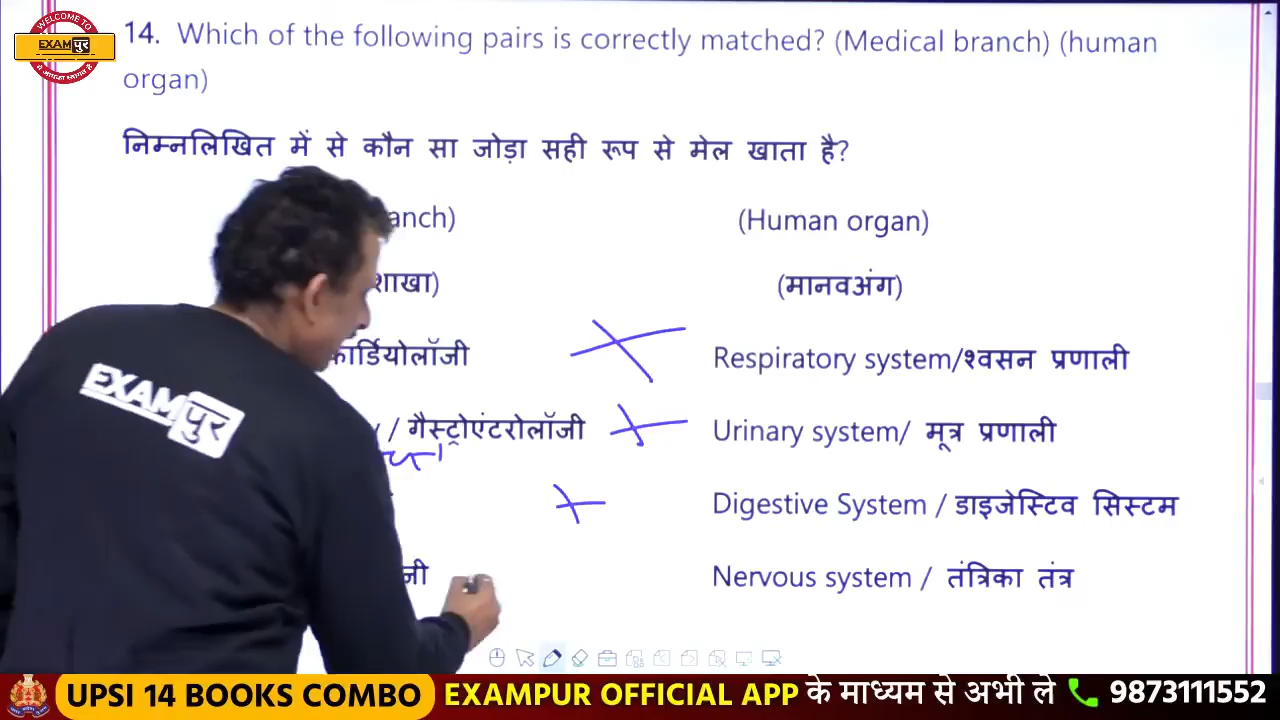 WELCOME TO
EXAMपुर
14. Which of the following pairs is correctly matched? (Medical branch) (human
organ)
निम्नलिखित में से कौन सा जोड़ा सही रूप से मेल खाता है?
anch) (Human organ)
शाखा) (मानवअंग)
कार्डियोलॉजी Respiratory system/श्वसन प्रणाली
/ गैस्ट्रोएंटरोलॉजी Urinary system/ मूत्र प्रणाली
Digestive System / डाइजेस्टिव सिस्टम
जी Nervous system / तंत्रिका तंत्र
EXAMपुर
UPSI 14 BOOKS COMBO EXAMPUR OFFICIAL APP के माध्यम से अभी ले 9873111552